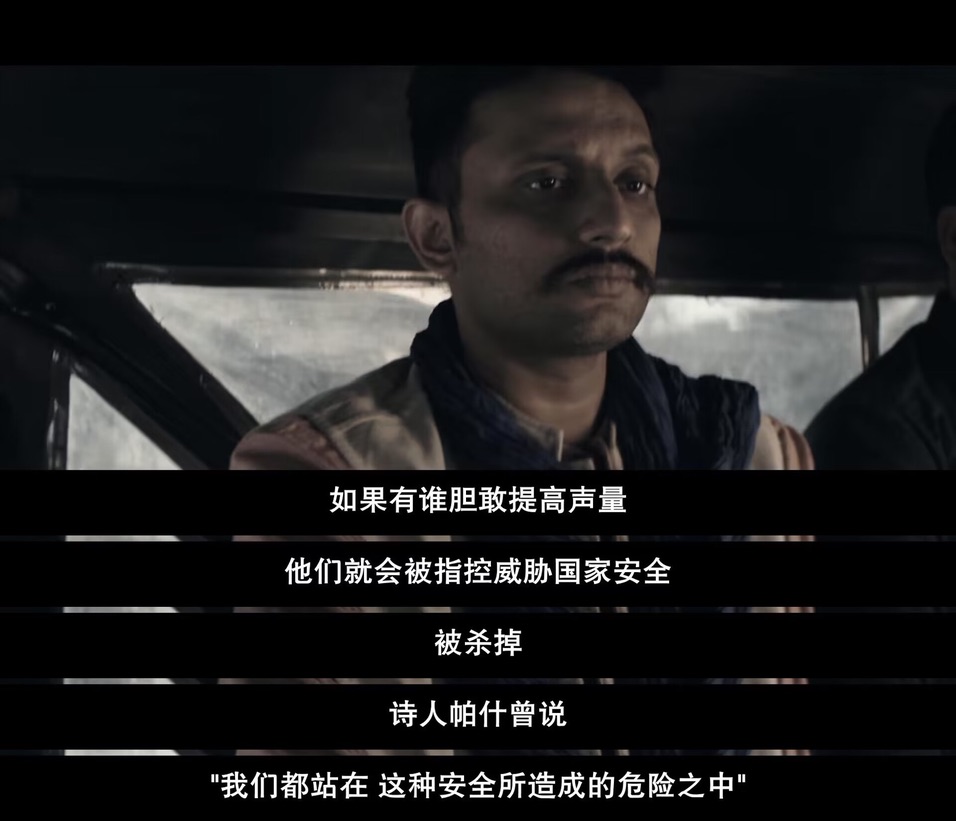 如果有谁胆敢提高声量
他们就会被指控威胁国家安全
被杀掉
诗人帕什曾说
"我们都站在 这种安全所造成的危险之中"